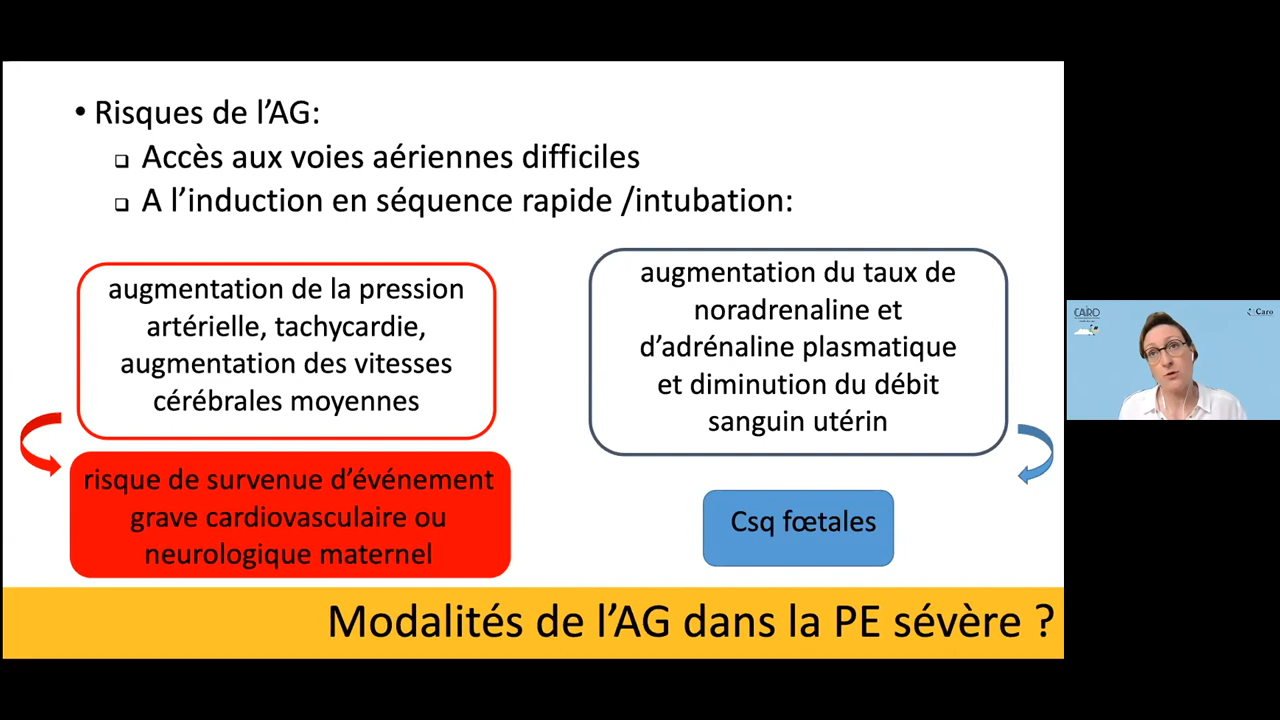 • Risques de l’AG:
❑ Accès aux voies aériennes difficiles
❑ A l’induction en séquence rapide /intubation:
augmentation de la pression
artérielle, tachycardie,
augmentation des vitesses
cérébrales moyennes
augmentation du taux de
noradrenaline et
d’adrénaline plasmatique
et diminution du débit
sanguin utérin
risque de survenue d’événement
grave cardiovasculaire ou
neurologique maternel
Csq fœtales
Modalités de l’AG dans la PE sévère ?
Caro